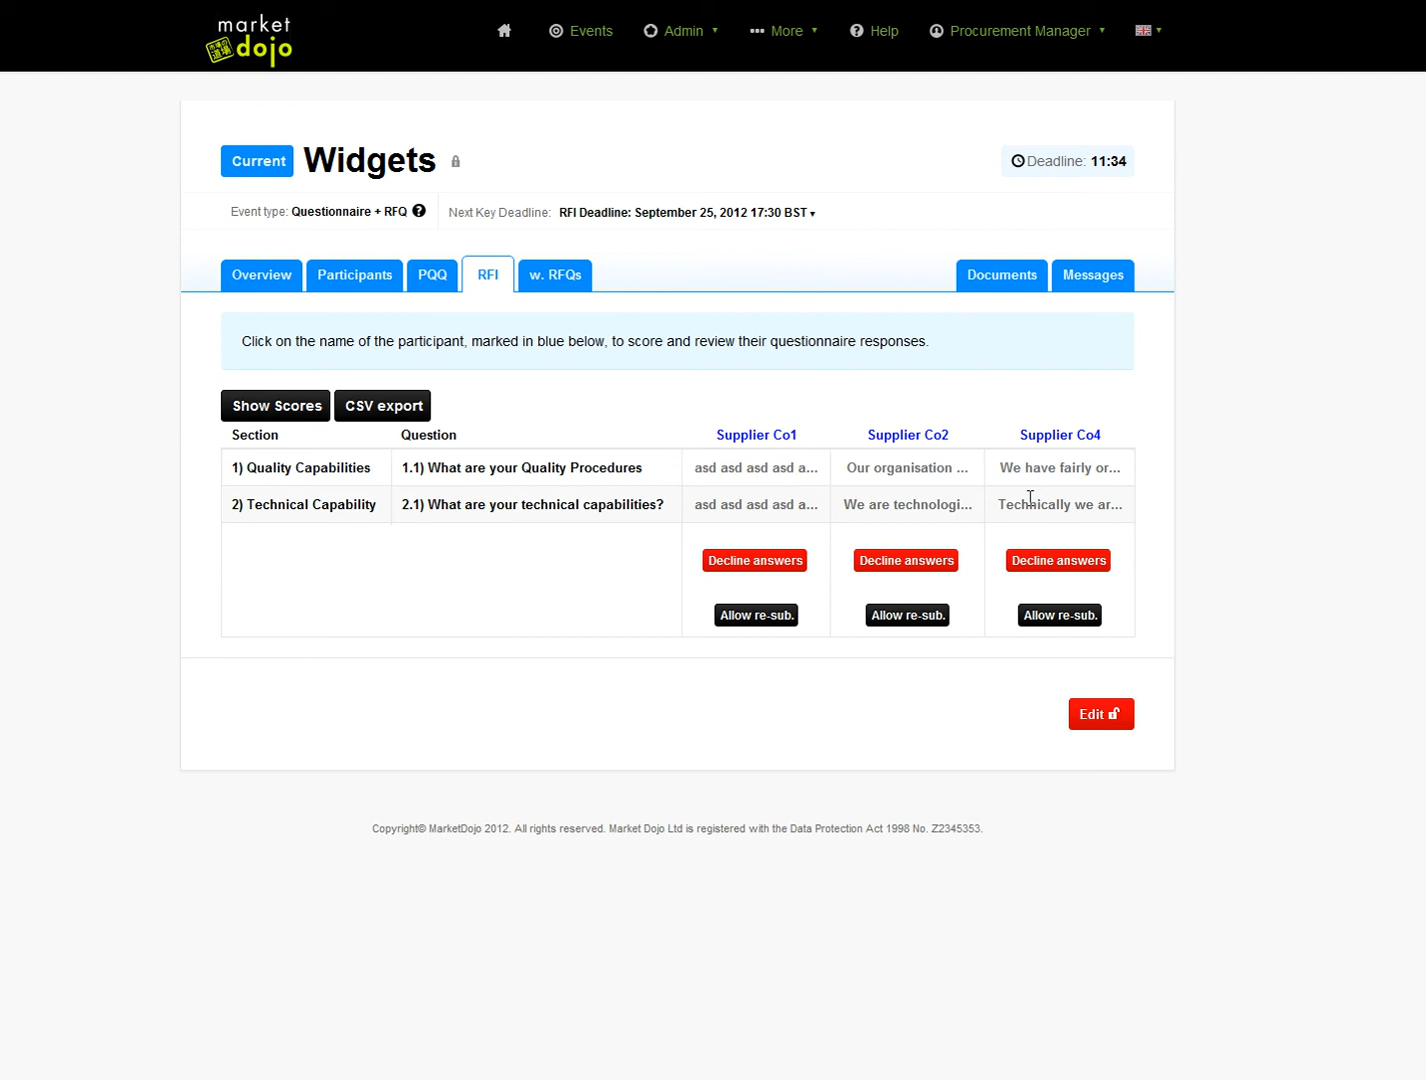 market
dojo
Events
Admin
More
Help
Procurement Manager
Current
Widgets
Deadline: 11:34
Event type: Questionnaire + RFQ ?
Next Key Deadline: RFI Deadline: September 25, 2012 17:30 BST
Overview
Participants
PQQ
RFI
w. RFQs
Documents
Messages
Click on the name of the participant, marked in blue below, to score and review their questionnaire responses.
Show Scores
CSV export
Section
Question
Supplier Co1
Supplier Co2
Supplier Co4
1) Quality Capabilities
1.1) What are your Quality Procedures
asd asd asd asd a...
Our organisation ...
We have fairly or...
2) Technical Capability
2.1) What are your technical capabilities?
asd asd asd asd a...
We are technologi...
Technically we ar...
Decline answers
Decline answers
Decline answers
Allow re-sub.
Allow re-sub.
Allow re-sub.
Edit
Copyright© MarketDojo 2012. All rights reserved. Market Dojo Ltd is registered with the Data Protection Act 1998 No. Z2345353.